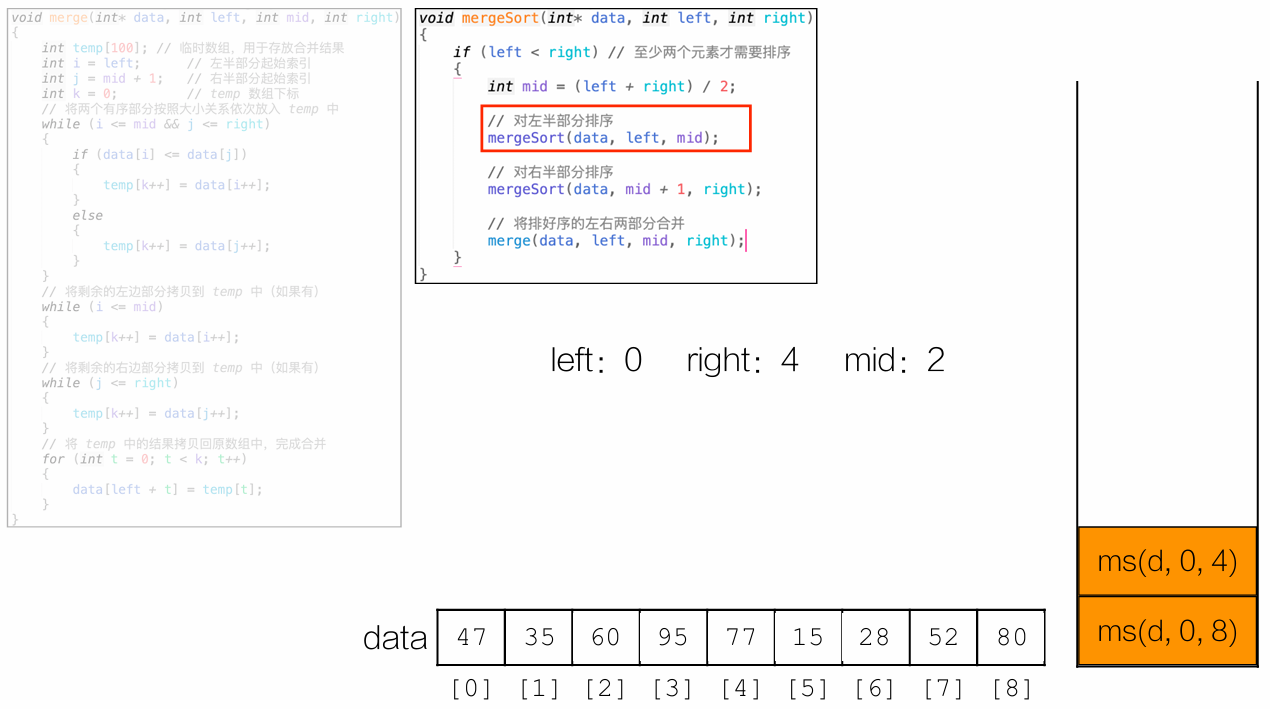 void merge(int* data, int left, int mid, int right)
{
int temp[100]; // 临时数组，用于存放合并结果
int i = left; // 左半部分起始索引
int j = mid + 1; // 右半部分起始索引
int k = 0; // temp 数组下标
// 将两个有序部分按照大小关系依次放入 temp 中
while (i <= mid && j <= right)
{
if (data[i] <= data[j])
{
temp[k++] = data[i++];
}
else
{
temp[k++] = data[j++];
}
}
// 将剩余的左边部分拷贝到 temp 中（如果有）
while (i <= mid)
{
temp[k++] = data[i++];
}
// 将剩余的右边部分拷贝到 temp 中（如果有）
while (j <= right)
{
temp[k++] = data[j++];
}
// 将 temp 中的结果拷贝回原数组中，完成合并
for (int t = 0; t < k; t++)
{
data[left + t] = temp[t];
}
}
void mergeSort(int* data, int left, int right)
{
if (left < right) // 至少两个元素才需要排序
{
int mid = (left + right) / 2;
// 对左半部分排序
mergeSort(data, left, mid);
// 对右半部分排序
mergeSort(data, mid + 1, right);
// 将排好序的左右两部分合并
merge(data, left, mid, right);
}
}
left: 0 right: 4 mid: 2
ms(d, 0, 4)
ms(d, 0, 8)
data 47 35 60 95 77 15 28 52 80
[0] [1] [2] [3] [4] [5] [6] [7] [8]